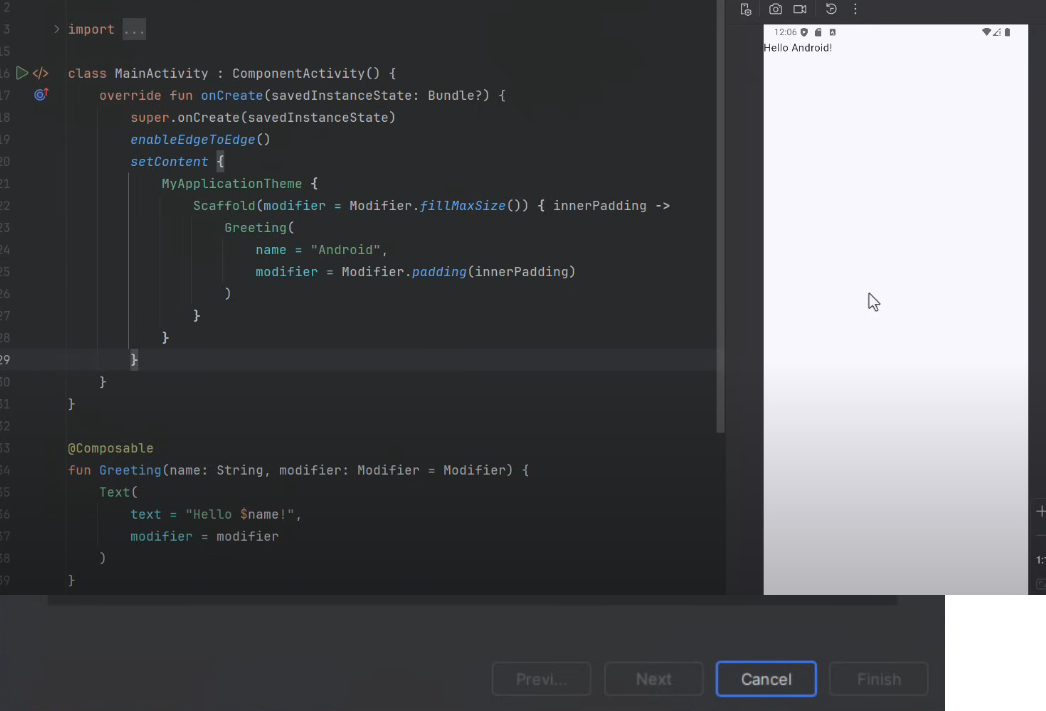 2
3 import ...
15
16 class MainActivity : ComponentActivity() {
17 override fun onCreate(savedInstanceState: Bundle?) {
18 super.onCreate(savedInstanceState)
19 enableEdgeToEdge()
20 setContent {
21 MyApplicationTheme {
22 Scaffold(modifier = Modifier.fillMaxSize()) { innerPadding ->
23 Greeting(
24 name = "Android",
25 modifier = Modifier.padding(innerPadding)
26 )
27 }
28 }
29 }
30 }
31 }
32
33 @Composable
34 fun Greeting(name: String, modifier: Modifier = Modifier) {
35 Text(
36 text = "Hello $name!",
37 modifier = modifier
38 )
39 }
12:06
Hello Android!
Previ...
Next
Cancel
Finish